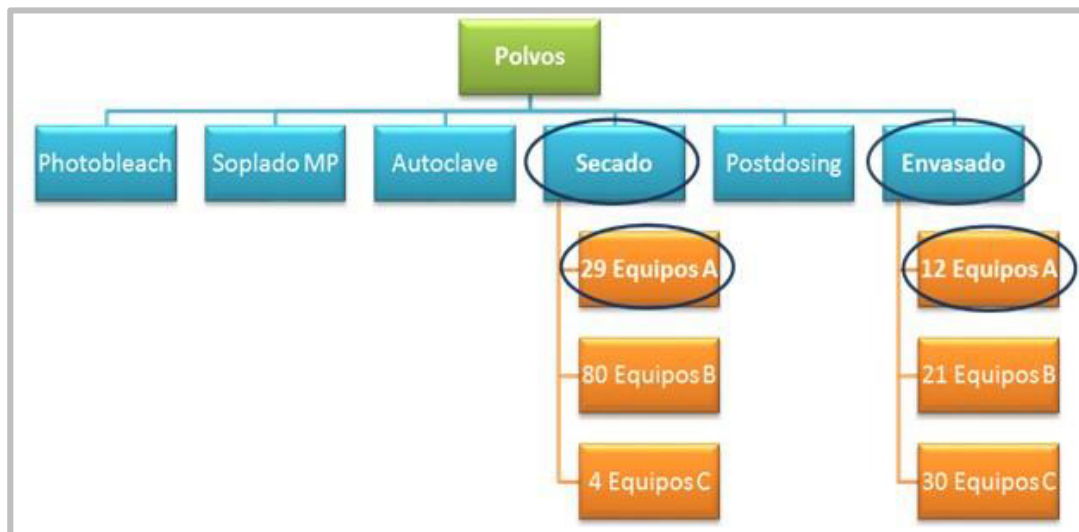 Polvos
Photobleach
Soplado MP
Autoclave
Secado
Postdosing
Envasado
29 Equipos A
12 Equipos A
80 Equipos B
21 Equipos B
4 Equipos C
30 Equipos C